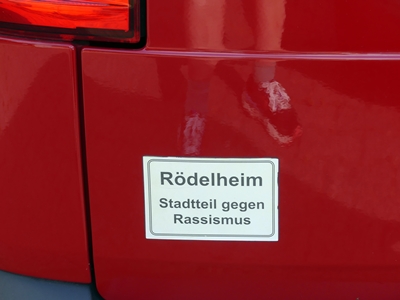 Rödelheim
Stadtteil gegen
Rassismus